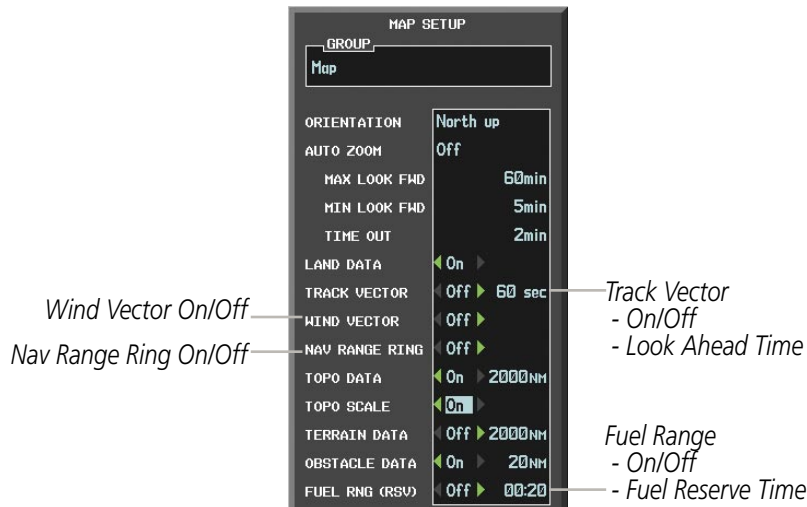 MAP SETUP
GROUP
Map
ORIENTATION North up
AUTO ZOOM Off
MAX LOOK FWD 60min
MIN LOOK FWD 5min
TIME OUT 2min
LAND DATA On
TRACK VECTOR Off 60 sec
WIND VECTOR Off
NAV RANGE RING Off
TOPO DATA On 2000NM
TOPO SCALE On
TERRAIN DATA Off 2000NM
OBSTACLE DATA On 20NM
FUEL RNG (RSV) Off 00:20
Wind Vector On/Off
Nav Range Ring On/Off
Track Vector
- On/Off
- Look Ahead Time
Fuel Range
- On/Off
- Fuel Reserve Time